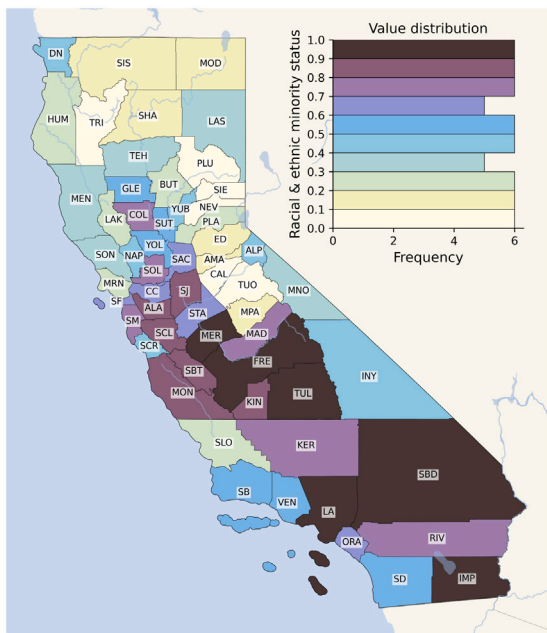 Value distribution
1.0
0.9
0.8
0.7
0.6
0.5
0.4
0.3
0.2
0.1
0.0
Racial & ethnic minority status
0 2 4 6
Frequency
DN
SIS
MOD
HUM
TRI
SHA
LAS
TEH
PLU
GLE
BUT
SIE
MEN
COL
YUB
NEV
LAK
SUT
PLA
YOL
ED
ALP
SON
NAP
SAC
AMA
SOL
CAL
MRN
CC
SJ
TUO
MNO
SF
ALA
STA
MPA
SM
SCL
MER
MAD
SCR
FRE
SBT
INY
MON
KIN
TUL
SLO
KER
SBD
SB
VEN
LA
ORA
RIV
SD
IMP